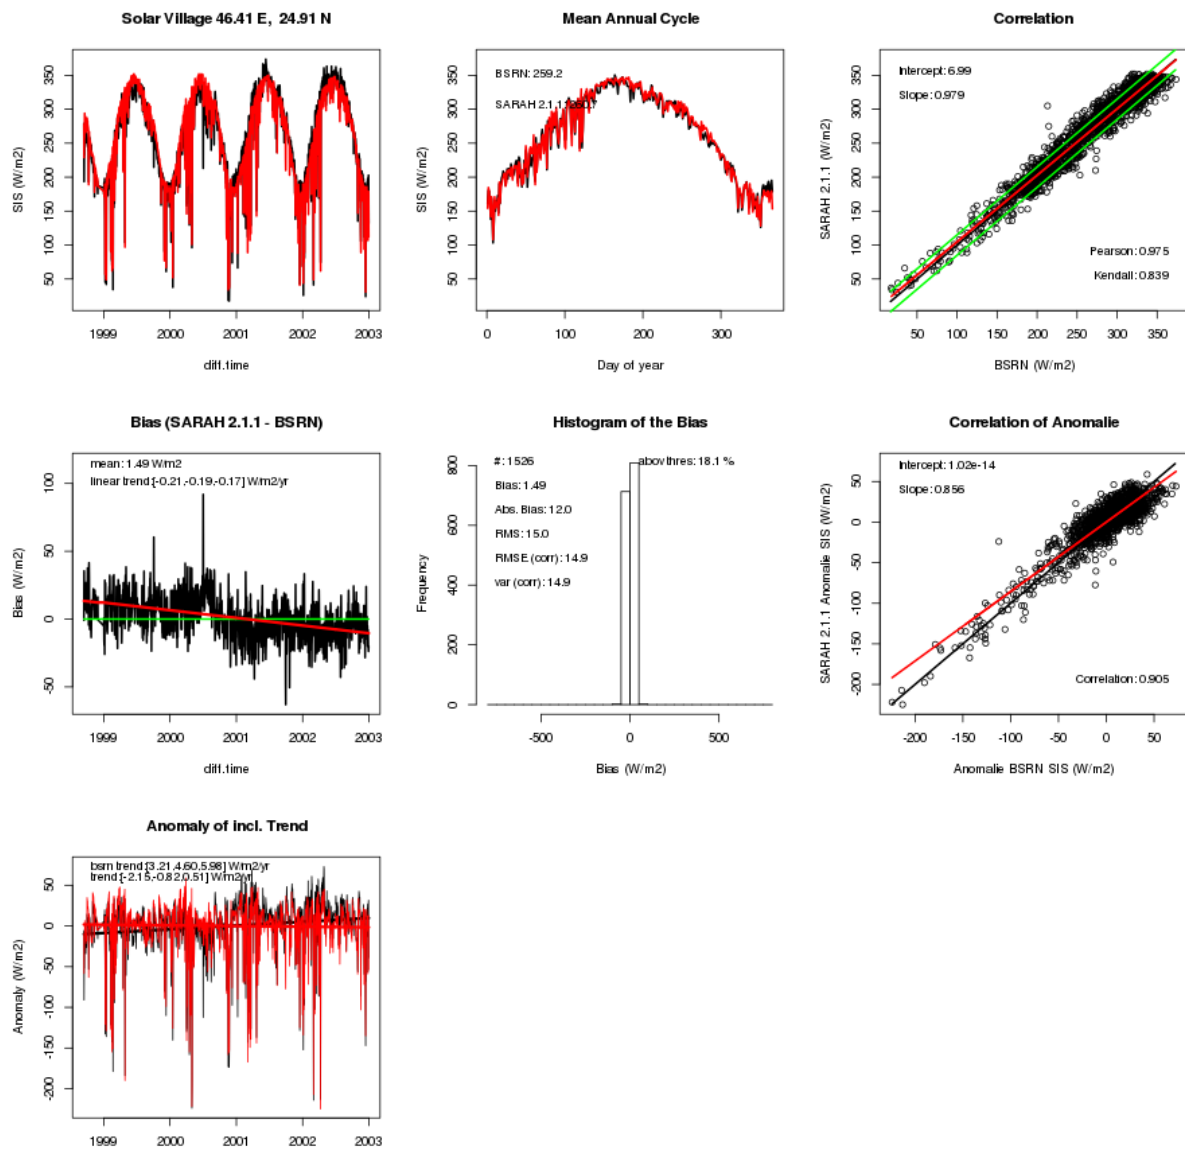 Solar Village 46.41 E, 24.91 N
SIS (W/m2)
350
300
250
200
150
100
50
1999
2000
2001
2002
2003
diff.time
Mean Annual Cycle
BSRN: 259.2
SARAH 2.1.1:
SIS (W/m2)
350
300
250
200
150
100
50
0
100
200
300
Day of year
Correlation
Intercept: 6.99
Slope: 0.979
Pearson: 0.975
Kendall: 0.839
SARAH 2.1.1 (W/m2)
350
300
250
200
150
100
50
50
100
150
200
250
300
350
BSRN (W/m2)
Bias (SARAH 2.1.1 - BSRN)
mean: 1.49 W/m2
linear trend:[-0.21,-0.19,-0.17] W/m2/yr
Bias (W/m2)
100
50
0
50
1999
2000
2001
2002
2003
diff.time
Histogram of the Bias
#: 1526
abovthres: 18.1 %
Bias: 1.49
Abs. Bias: 12.0
RMS: 15.0
RMSE (corr): 14.9
var (corr): 14.9
Frequency
800
600
400
200
0
-500
0
500
Bias (W/m2)
Correlation of Anomalie
Intercept: 1.02e-14
Slope: 0.856
Correlation: 0.905
SARAH 2.1.1 Anomalie SIS (W/m2)
50
0
-50
-100
-150
-200
-200
-150
-100
-50
0
50
Anomalie BSRN SIS (W/m2)
Anomaly of incl. Trend
bsrn trend:[3.21,4.60,5.98] W/m2/yr
trend:[-2.15,-0.82,0.51] W/m2/yr
Anomaly (W/m2)
50
0
50
-100
-150
-200
1999
2000
2001
2002
2003